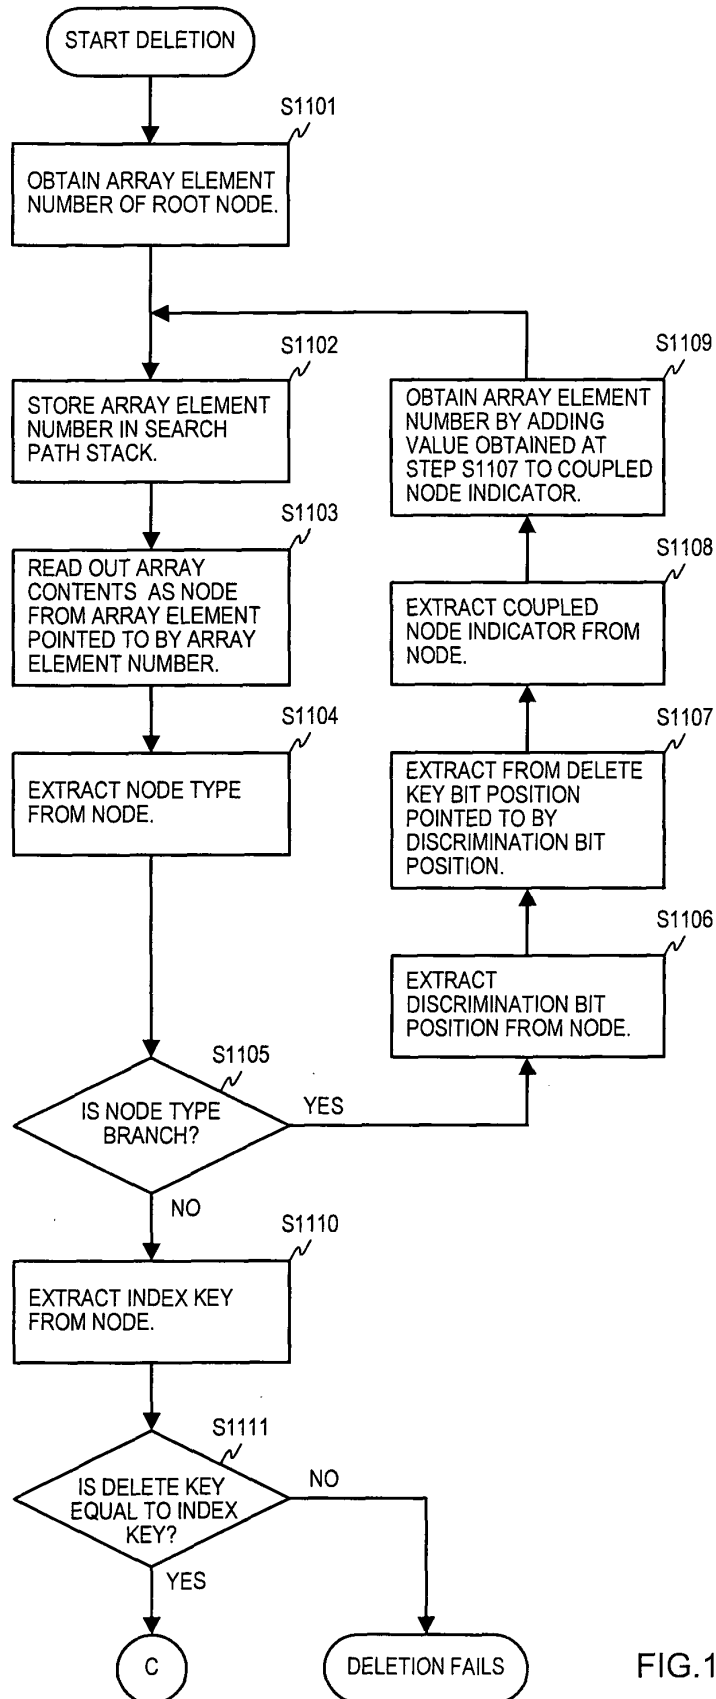 START DELETION
S1101
OBTAIN ARRAY ELEMENT
NUMBER OF ROOT NODE.
S1102
STORE ARRAY ELEMENT
NUMBER IN SEARCH
PATH STACK.
S1103
READ OUT ARRAY
CONTENTS AS NODE
FROM ARRAY ELEMENT
POINTED TO BY ARRAY
ELEMENT NUMBER.
S1104
EXTRACT NODE TYPE
FROM NODE.
S1105
IS NODE TYPE
BRANCH?
YES
NO
S1106
EXTRACT
DISCRIMINATION BIT
POSITION FROM NODE.
S1107
EXTRACT FROM DELETE
KEY BIT POSITION
POINTED TO BY
DISCRIMINATION BIT
POSITION.
S1108
EXTRACT COUPLED
NODE INDICATOR FROM
NODE.
S1109
OBTAIN ARRAY ELEMENT
NUMBER BY ADDING
VALUE OBTAINED AT
STEP S1107 TO COUPLED
NODE INDICATOR.
S1110
EXTRACT INDEX KEY
FROM NODE.
S1111
IS DELETE KEY
EQUAL TO INDEX
KEY?
NO
YES
C
DELETION FAILS
FIG.1